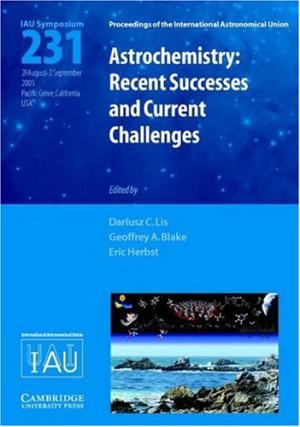 IAU Symposium
231
29 August–2 September
2005
Pacific Grove, California
USA
Proceedings of the International Astronomical Union
Astrochemistry:
Recent Successes
and Current
Challenges
Edited by
Dariusz C. Lis
Geoffrey A. Blake
Eric Herbst
International Astronomical Union
IAU
CAMBRIDGE
UNIVERSITY PRESS